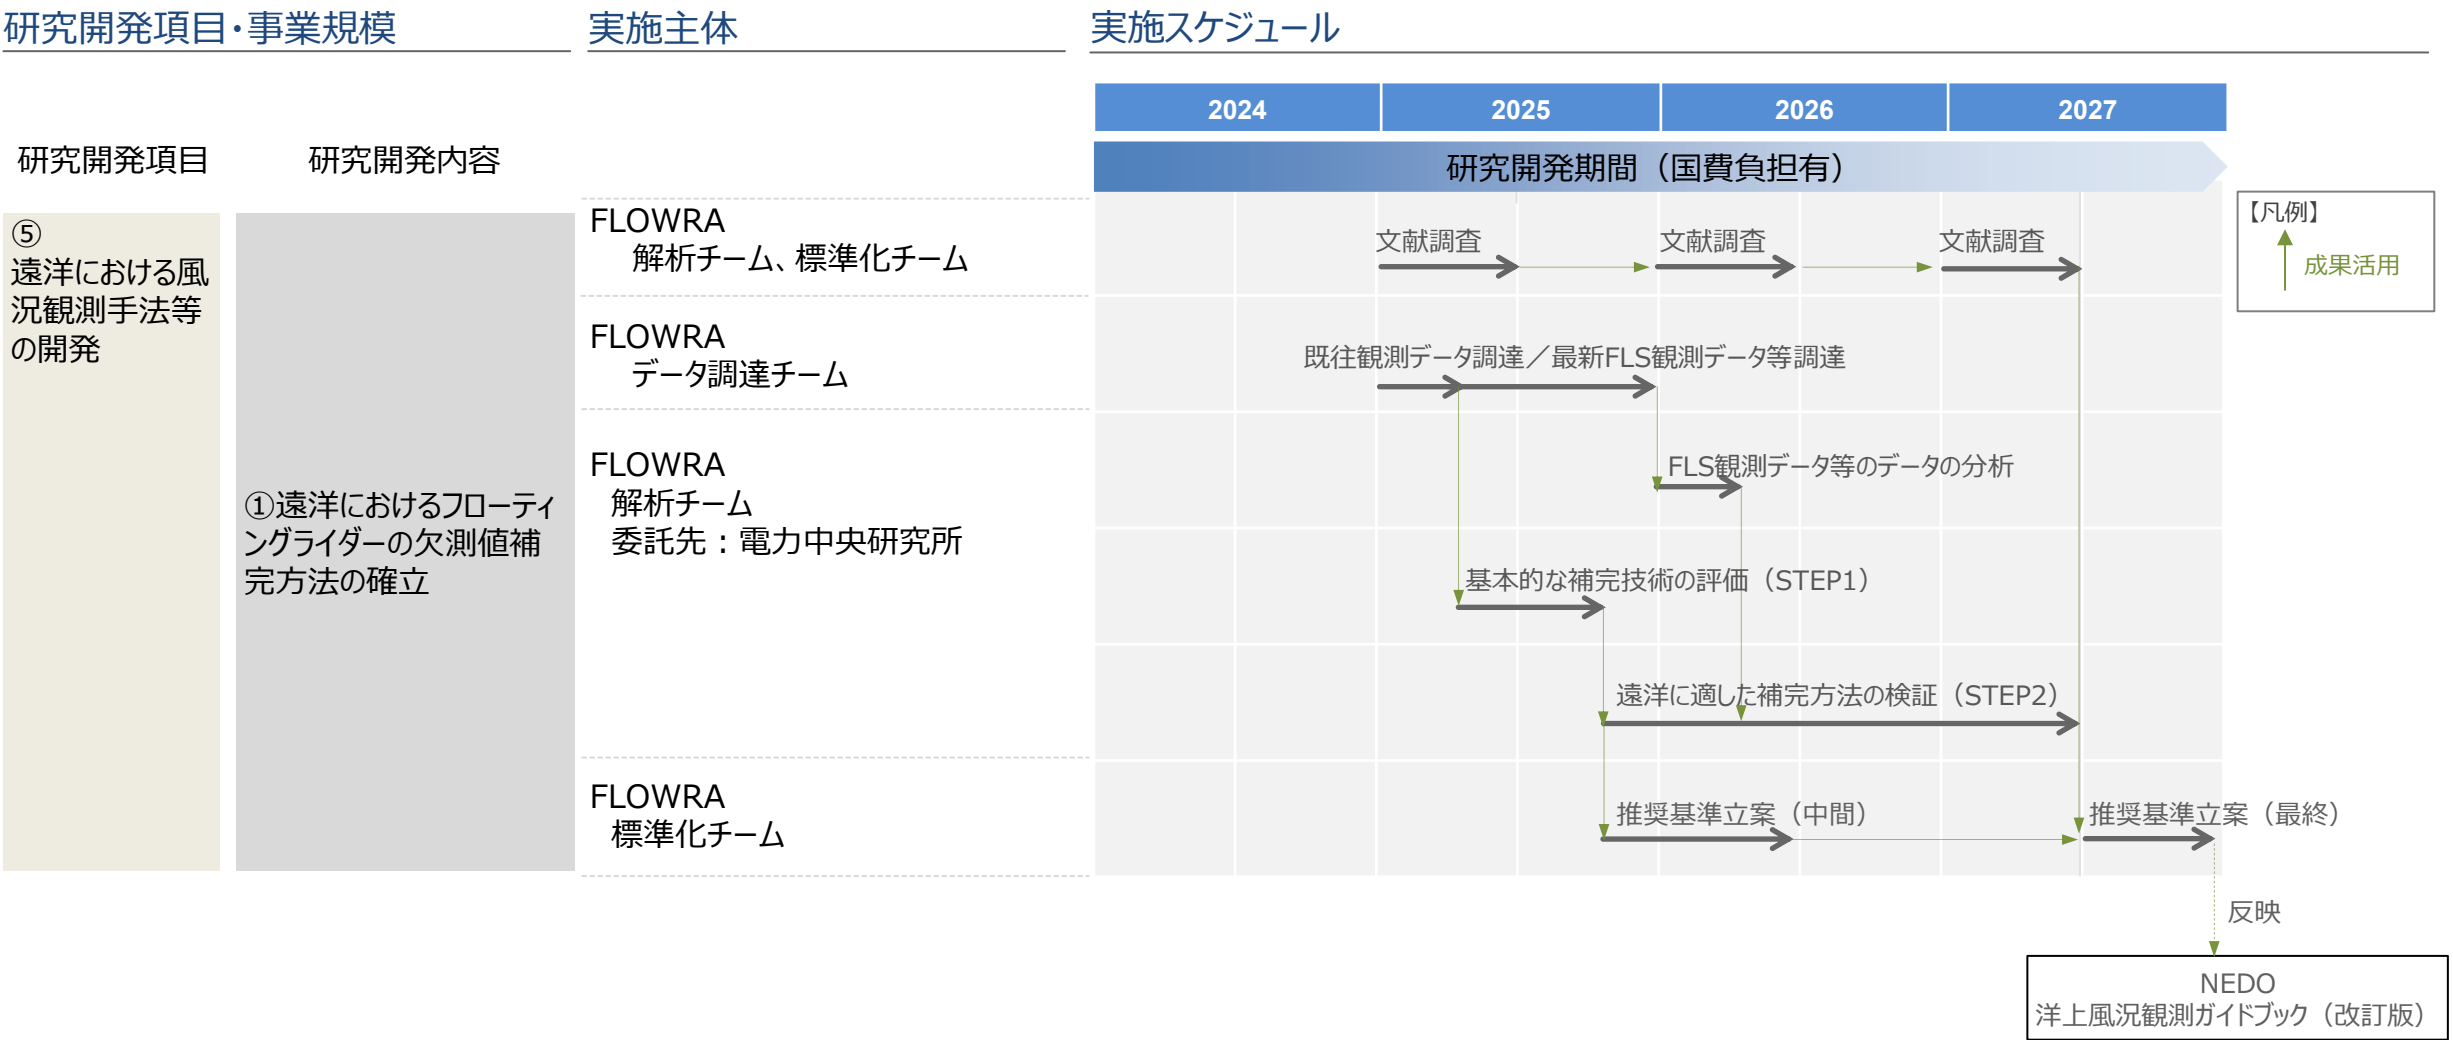 研究開発項目・事業規模
実施主体
実施スケジュール
2024
2025
2026
2027
研究開発項目
研究開発内容
研究開発期間（国費負担有）
⑤
遠洋における風
況観測手法等
の開発
①遠洋におけるフローティ
ングライダーの欠測値補
完方法の確立
FLOWRA
解析チーム、標準化チーム
文献調査
文献調査
文献調査
【凡例】
成果活用
FLOWRA
データ調達チーム
既往観測データ調達／最新FLS観測データ等調達
FLOWRA
解析チーム
委託先：電力中央研究所
FLS観測データ等のデータの分析
基本的な補完技術の評価（STEP1）
遠洋に適した補完方法の検証（STEP2）
FLOWRA
標準化チーム
推奨基準立案（中間）
推奨基準立案（最終）
反映
NEDO
洋上風況観測ガイドブック（改訂版）